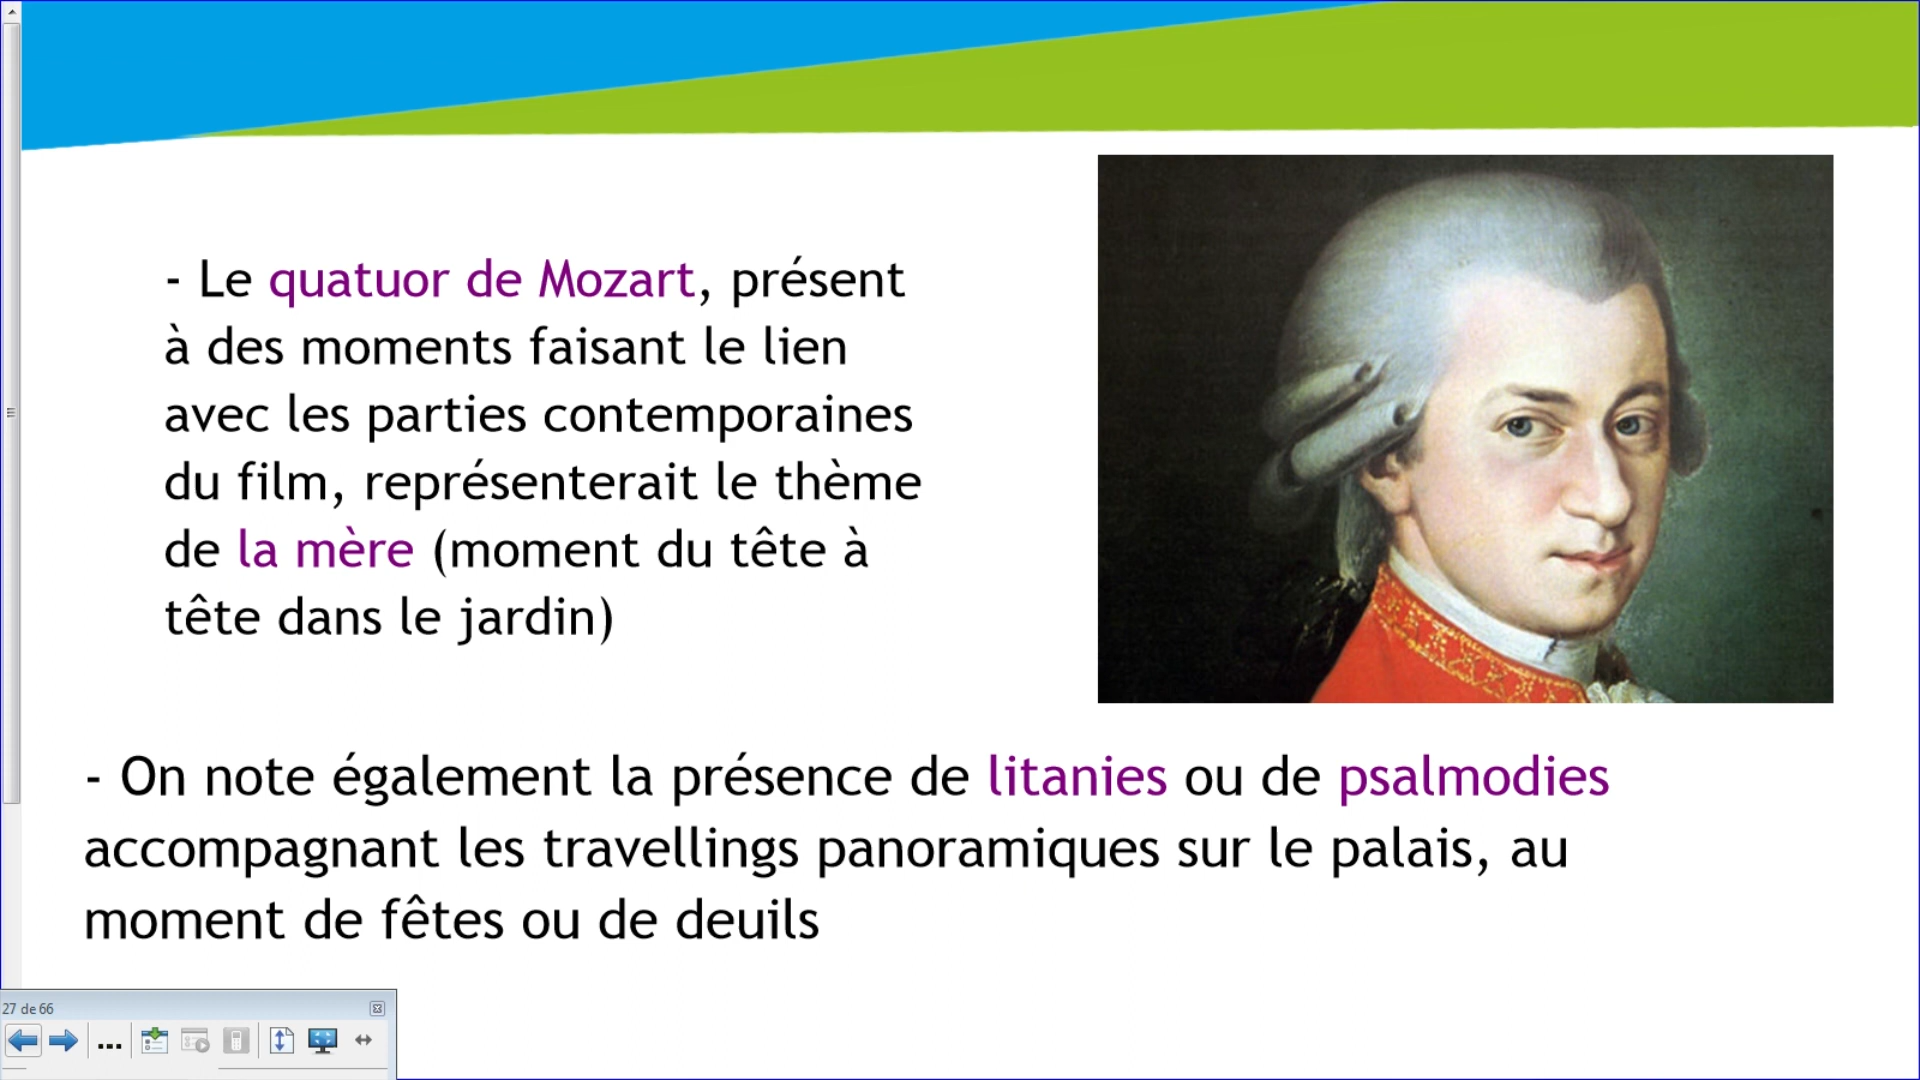 - Le quatuor de Mozart, présent
à des moments faisant le lien
avec les parties contemporaines
du film, représenterait le thème
de la mère (moment du tête à
tête dans le jardin)
- On note également la présence de litanies ou de psalmodies
accompagnant les travellings panoramiques sur le palais, au
moment de fêtes ou de deuils
27 de 66
...